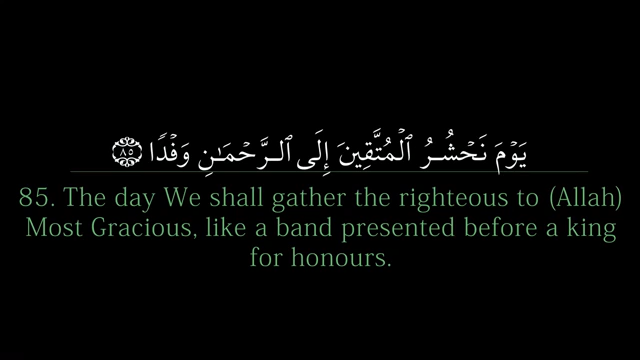 يَوْمَ نَحْشُرُ ٱلْمُتَّقِينَ إِلَى ٱلرَّحْمَـٰنِ وَفْدًا ۝٨٥
85. The day We shall gather the righteous to (Allah)
Most Gracious, like a band presented before a king
for honours.